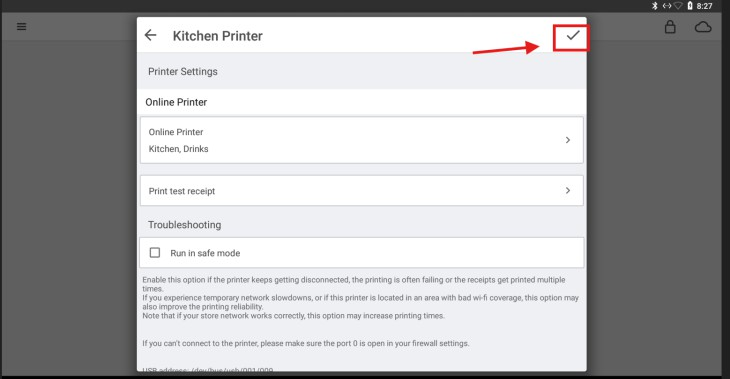 8:27
Kitchen Printer
Printer Settings
Online Printer
Online Printer
Kitchen, Drinks
Print test receipt
Troubleshooting
Run in safe mode
Enable this option if the printer keeps getting disconnected, the printing is often failing or the receipts get printed multiple
times.
If you experience temporary network slowdowns, or if this printer is located in an area with bad wi-fi coverage, this option may
also improve the printing reliability.
Note that if your store network works correctly, this option may increase printing times.
If you can't connect to the printer, please make sure the port 0 is open in your firewall settings.
USB address: /dev/bus/usb/001/009